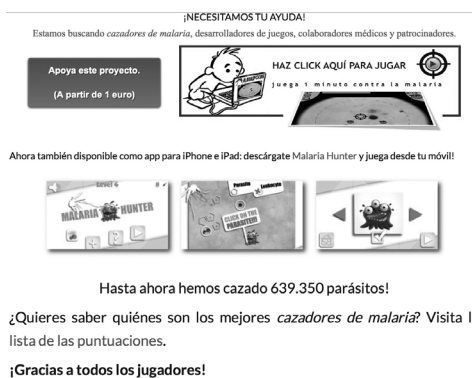 ¡NECESITAMOS TU AYUDA!
Estamos buscando cazadores de malaria, desarrolladores de juegos, colaboradores médicos y patrocinadores.
Apoya este proyecto.
(A partir de 1 euro)
HAZ CLICK AQUÍ PARA JUGAR
juega 1 minuto contra la malaria
Ahora también disponible como app para iPhone e iPad: descárgate Malaria Hunter y juega desde tu móvil!
Level 4
MALARIA HUNTER
Parasite
Leukocyte
CLICK ON THE
PARASITE!!
Hasta ahora hemos cazado 639.350 parásitos!
¿Quieres saber quiénes son los mejores cazadores de malaria? Visita l
lista de las puntuaciones.
¡Gracias a todos los jugadores!